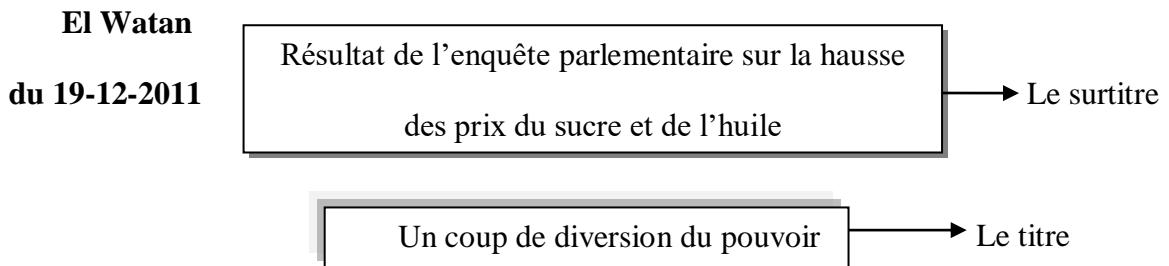 El Watan
du 19-12-2011
Résultat de l’enquête parlementaire sur la hausse
des prix du sucre et de l’huile
Le surtitre
Un coup de diversion du pouvoir
Le titre